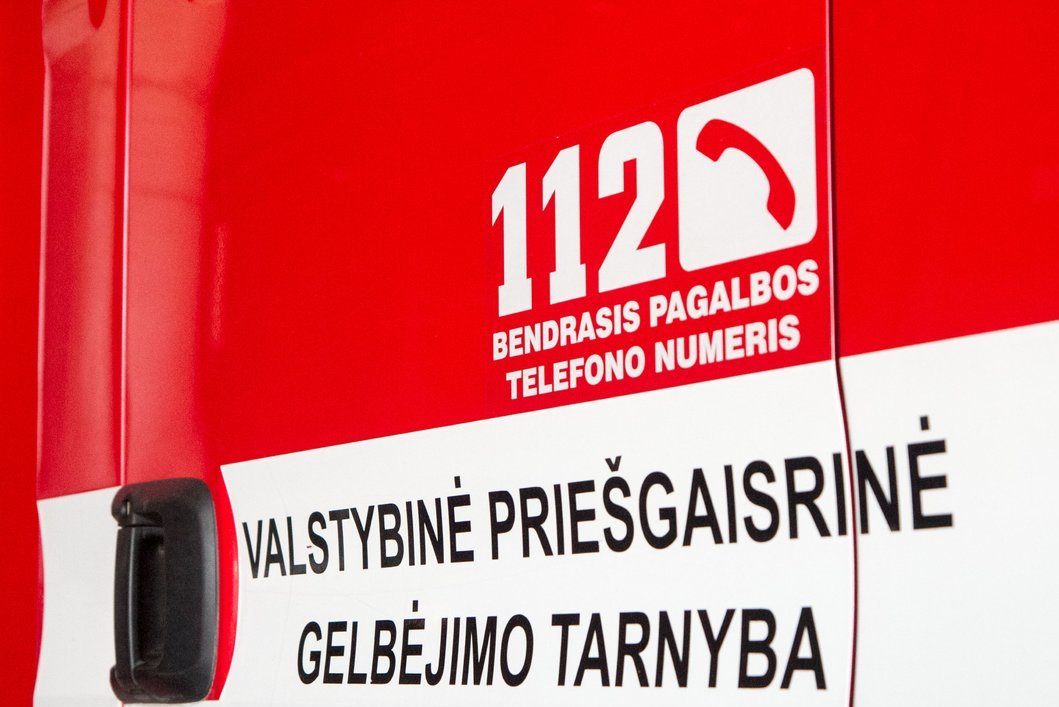 112
BENDRASIS PAGALBOS
TELEFONO NUMERIS
VALSTYBINĖ PRIEŠGAISRINĖ
GELBĖJIMO TARNYBA